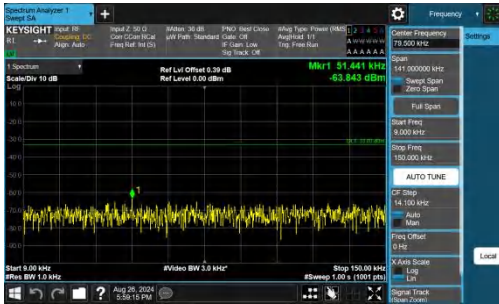 Spectrum Analyzer 1
Swept SA
Frequency
KEYSIGHT Input: RF
RL
Coupling: DC
Align: Auto
Input Z: 50 Ω
Corr CCorr NCal
Freq Ref: Int (S)
#Atten: 30 dB
µW Path: Standard
PNO: Best Close
Gate: Off
IF Gain: Low
Sig Track: Off
#Avg Type: Power (RMS
Avg|Hold: 1/1
Trig: Free Run
1 2 3 4 5 6
A W W W W W
A A A A A A
1 Spectrum
Scale/Div 10 dB
Ref Lvl Offset 0.39 dB
Ref Level 0.00 dBm
Mkr1 51.441 kHz
-63.843 dBm
Log
1
Start 9.00 kHz
#Res BW 1.0 kHz
#Video BW 3.0 kHz*
Stop 150.00 kHz
#Sweep 1.00 s (1001 pts)
Aug 26, 2024
5:59:15 PM
Center Frequency
79.500 kHz
Settings
Span
141.000000 kHz
Swept Span
Zero Span
Full Span
Start Freq
9.000 kHz
Stop Freq
150.000 kHz
AUTO TUNE
CF Step
14.100 kHz
Auto
Man
Freq Offset
0 Hz
X Axis Scale
Log
Lin
Signal Track
(Span Zoom)
Local